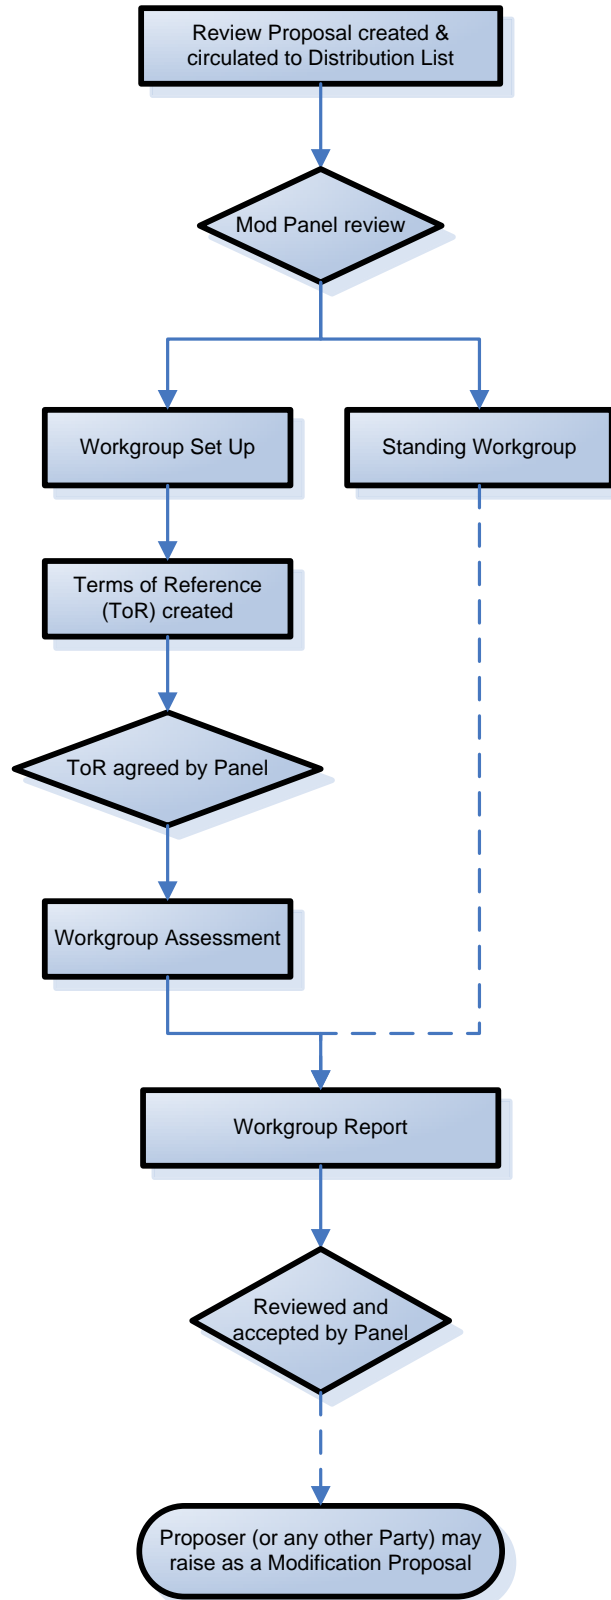 Review Proposal created &
circulated to Distribution List
Mod Panel review
Workgroup Set Up
Standing Workgroup
Terms of Reference
(ToR) created
ToR agreed by Panel
Workgroup Assessment
Workgroup Report
Reviewed and
accepted by Panel
Proposer (or any other Party) may
raise as a Modification Proposal